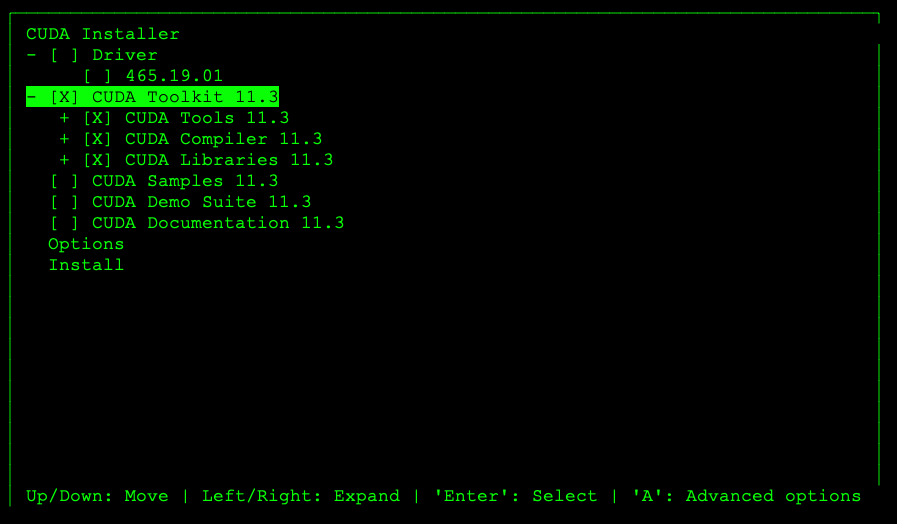 CUDA Installer
- [ ] Driver
[ ] 465.19.01
- [X] CUDA Toolkit 11.3
+ [X] CUDA Tools 11.3
+ [X] CUDA Compiler 11.3
+ [X] CUDA Libraries 11.3
[ ] CUDA Samples 11.3
[ ] CUDA Demo Suite 11.3
[ ] CUDA Documentation 11.3
Options
Install
Up/Down: Move | Left/Right: Expand | 'Enter': Select | 'A': Advanced options